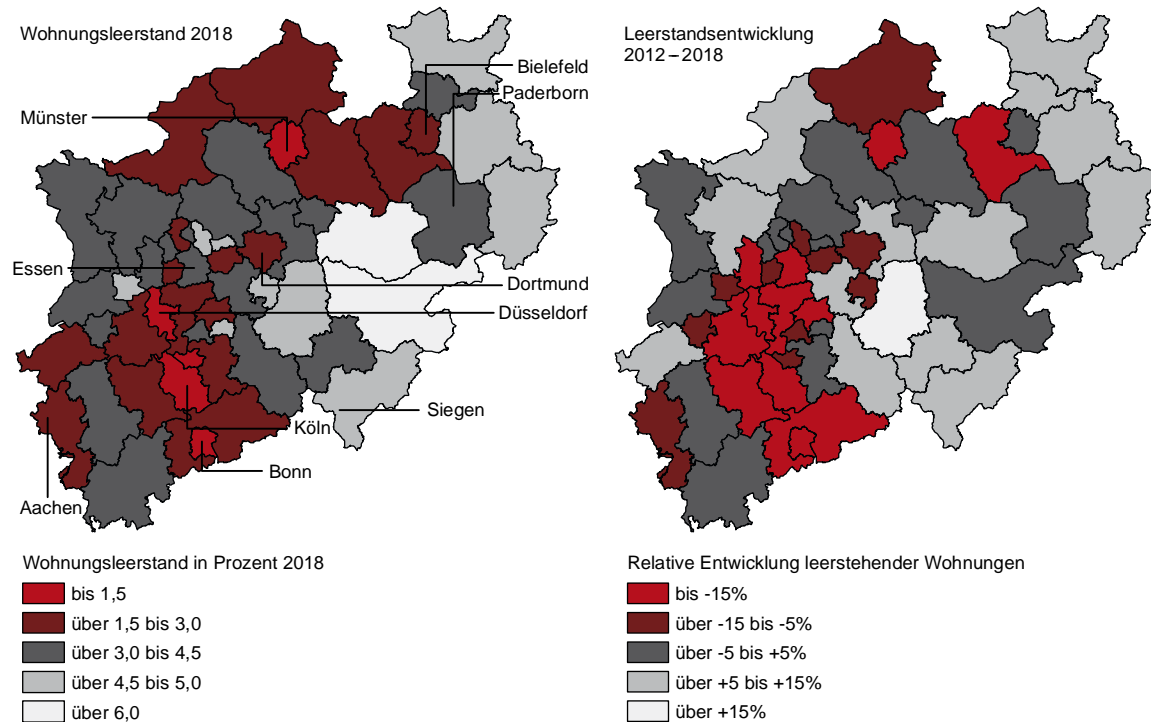 Wohnungsleerstand 2018
Bielefeld
Paderborn
Münster
Essen
Dortmund
Düsseldorf
Siegen
Köln
Bonn
Aachen
Wohnungsleerstand in Prozent 2018
bis 1,5
über 1,5 bis 3,0
über 3,0 bis 4,5
über 4,5 bis 5,0
über 6,0
Leerstandsentwicklung
2012 – 2018
Relative Entwicklung leerstehender Wohnungen
bis -15%
über -15 bis -5%
über -5 bis +5%
über +5 bis +15%
über +15%